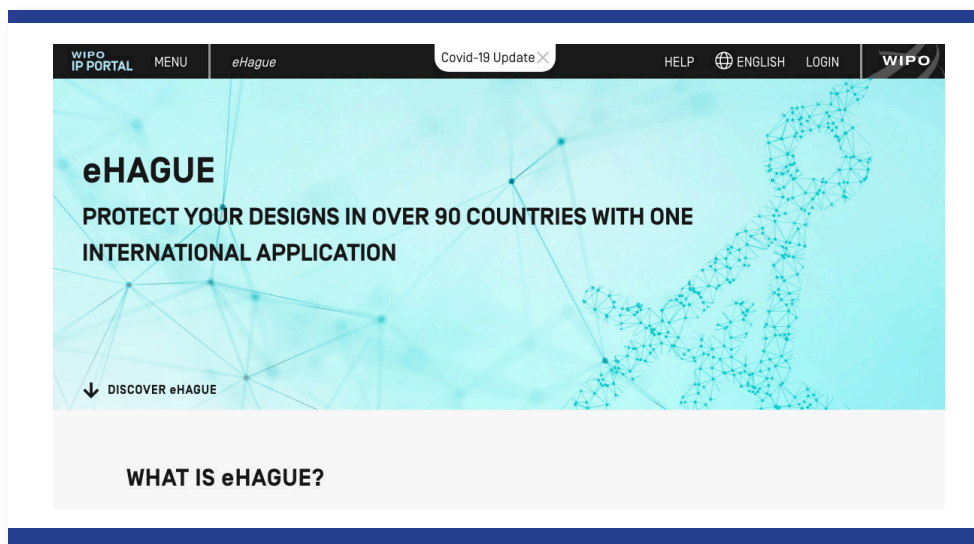 WIPO
IP PORTAL
MENU
eHague
Covid-19 Update
HELP
ENGLISH
LOGIN
WIPO
eHAGUE
PROTECT YOUR DESIGNS IN OVER 90 COUNTRIES WITH ONE
INTERNATIONAL APPLICATION
DISCOVER eHAGUE
WHAT IS eHAGUE?